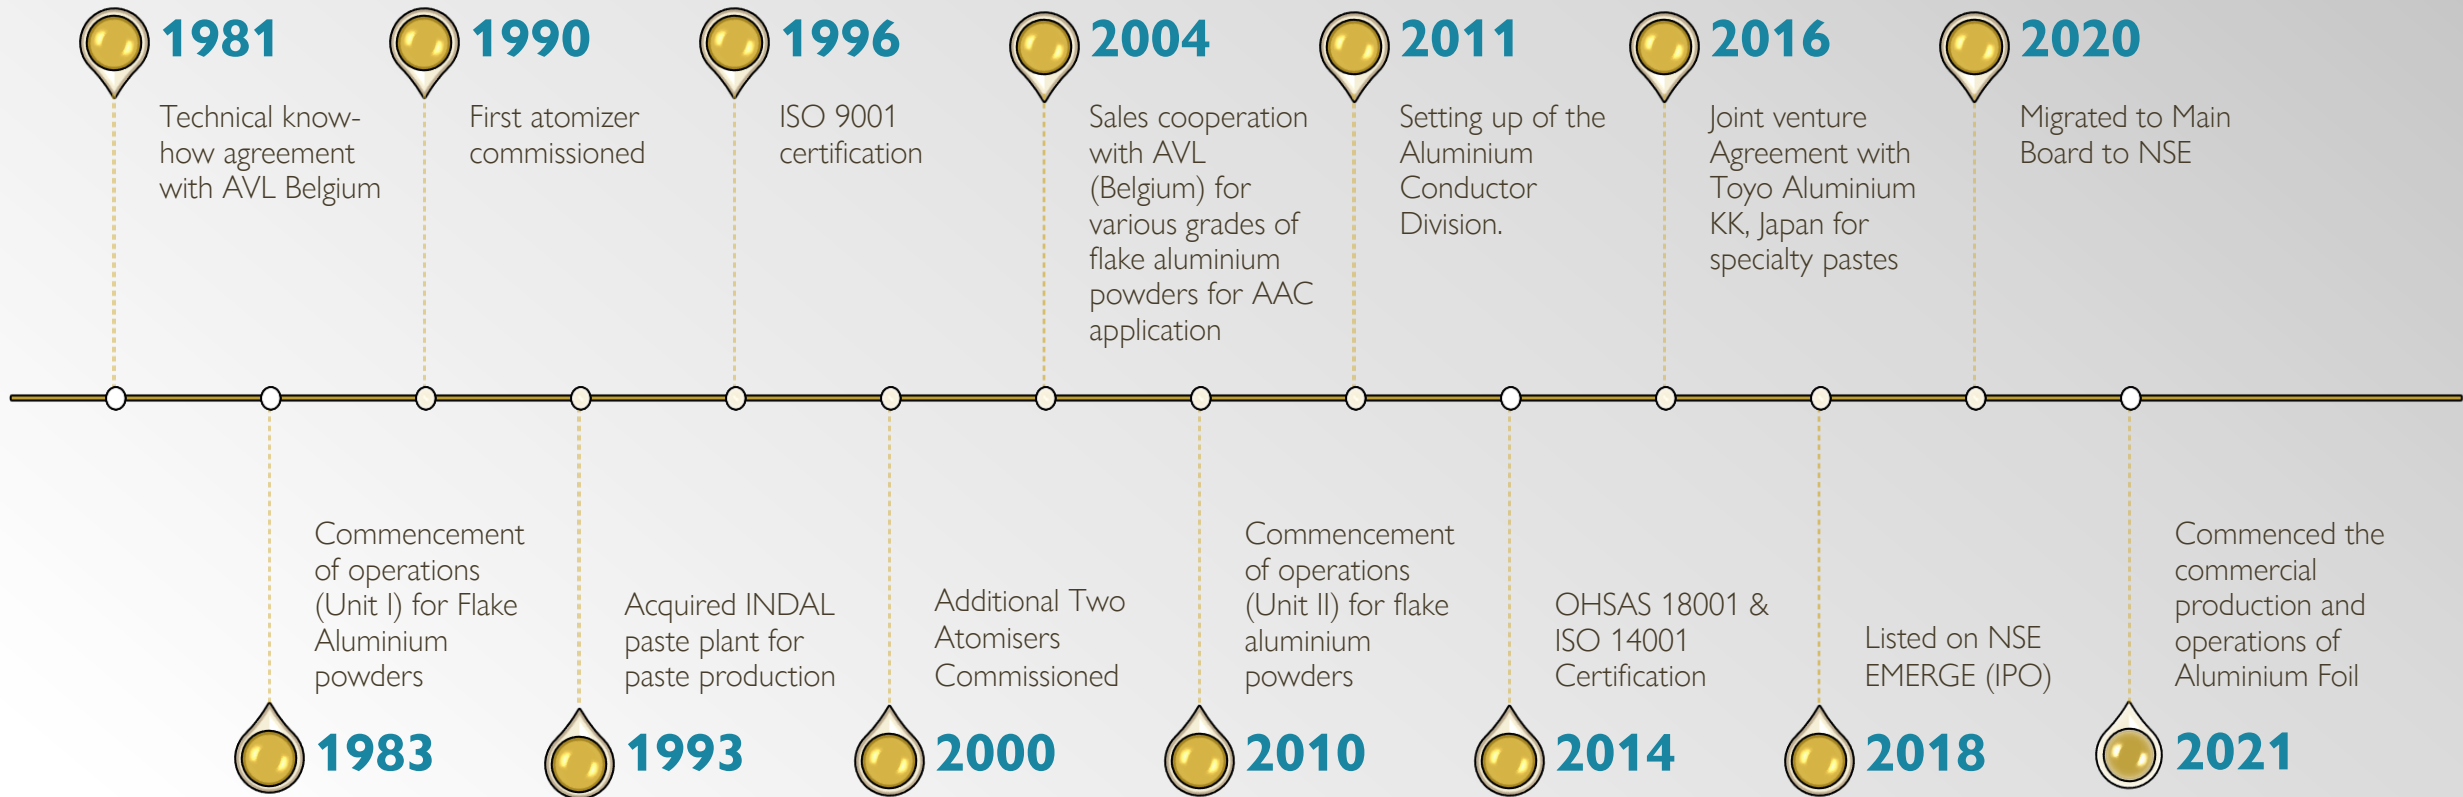 1981
Technical know-
how agreement
with AVL Belgium
1990
First atomizer
commissioned
1996
ISO 9001
certification
2004
Sales cooperation
with AVL
(Belgium) for
various grades of
flake aluminium
powders for AAC
application
2011
Setting up of the
Aluminium
Conductor
Division.
2016
Joint venture
Agreement with
Toyo Aluminium
KK, Japan for
specialty pastes
2020
Migrated to Main
Board to NSE
Commencement
of operations
(Unit I) for Flake
Aluminium
powders
1983
Acquired INDAL
paste plant for
paste production
1993
Additional Two
Atomisers
Commissioned
2000
Commencement
of operations
(Unit II) for flake
aluminium
powders
2010
OHSAS 18001 &
ISO 14001
Certification
2014
Listed on NSE
EMERGE (IPO)
2018
Commenced the
commercial
production and
operations of
Aluminium Foil
2021